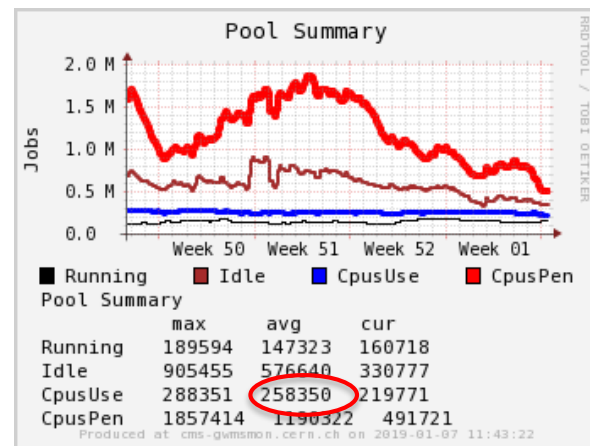 Pool Summary
RRDTOOL / TOBI OETIKER
Jobs
2.0 M
1.5 M
1.0 M
0.5 M
0.0
Week 50 Week 51 Week 52 Week 01
Running Idle CpusUse CpusPen
Pool Summary
max avg cur
Running 189594 147323 160718
Idle 905455 576640 330777
CpusUse 288351 258350 219771
CpusPen 1857414 1190322 491721
Produced at cms-gwmsmon.cern.ch on 2019-01-07 11:43:22